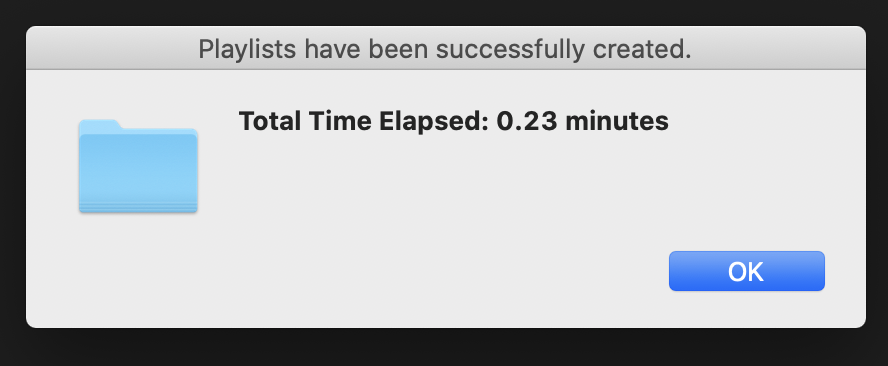 Playlists have been successfully created.
Total Time Elapsed: 0.23 minutes
OK